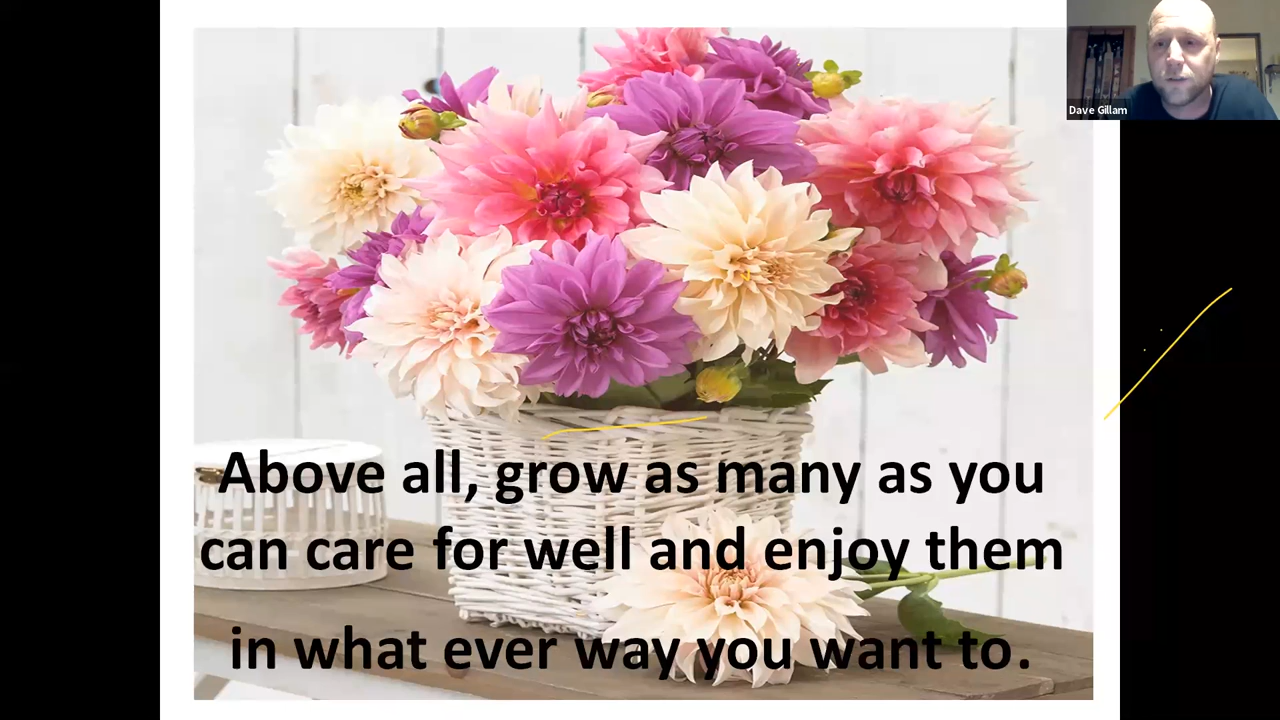 Dave Gillam
Above all, grow as many as you
can care for well and enjoy them
in what ever way you want to.